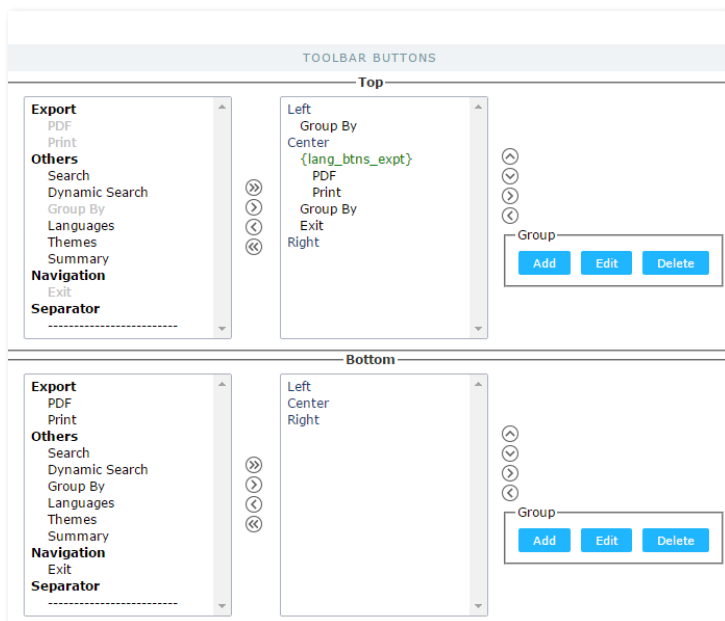 TOOLBAR BUTTONS
Top
Export
PDF
Print
Others
Search
Dynamic Search
Group By
Languages
Themes
Summary
Navigation
Exit
Separator
--------------------------
Left
Group By
Center
{lang_btns_expt}
PDF
Print
Group By
Exit
Right
Group
Add Edit Delete
Bottom
Export
PDF
Print
Others
Search
Dynamic Search
Group By
Languages
Themes
Summary
Navigation
Exit
Separator
--------------------------
Left
Center
Right
Group
Add Edit Delete